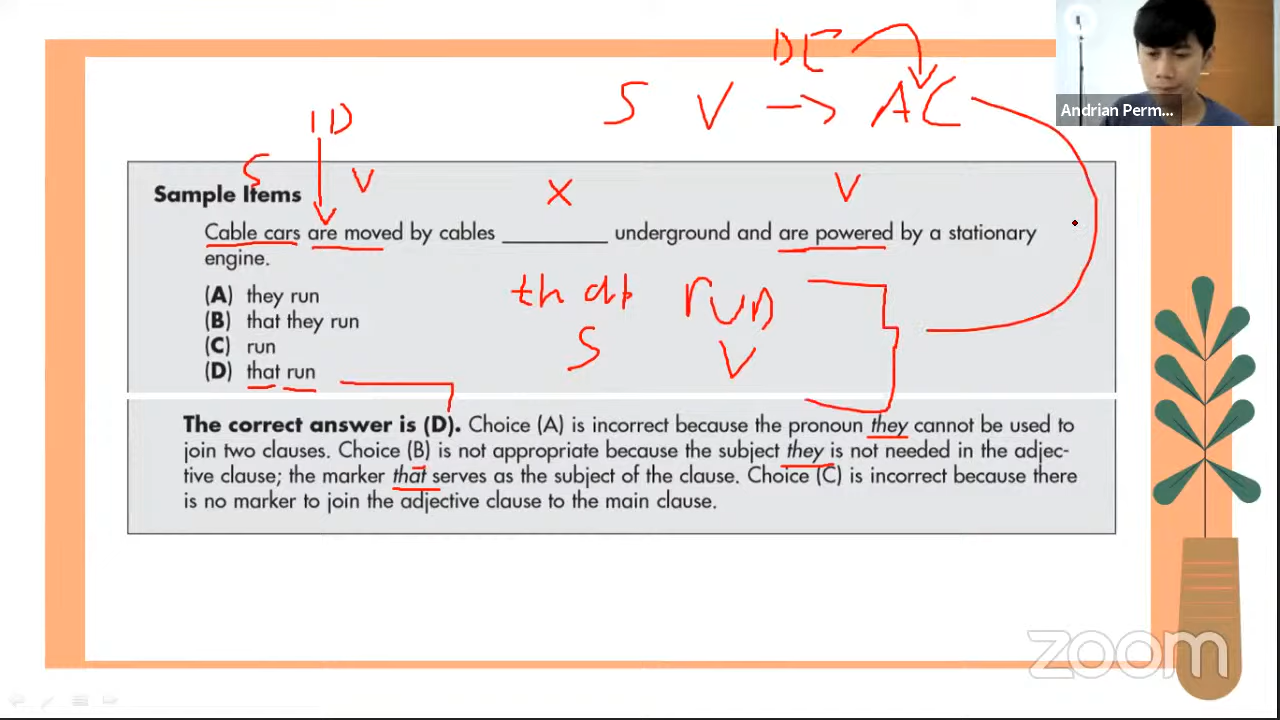 DC
S V → AC
Andrian Perm...
ID
S V X V
Sample Items
Cable cars are moved by cables __________ underground and are powered by a stationary
engine.
(A) they run
(B) that they run
(C) run
(D) that run
that run
S V
The correct answer is (D). Choice (A) is incorrect because the pronoun they cannot be used to
join two clauses. Choice (B) is not appropriate because the subject they is not needed in the adjec-
tive clause; the marker that serves as the subject of the clause. Choice (C) is incorrect because there
is no marker to join the adjective clause to the main clause.
zoom